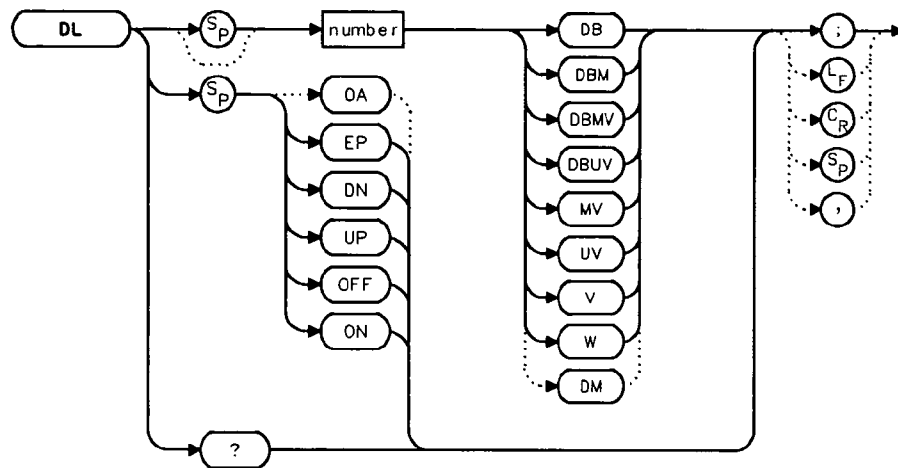 DL
SP
number
DB
;
DBM
LF
SP
OA
DBMV
CR
EP
DBUV
SP
DN
MV
,
UP
UV
OFF
V
ON
W
DM
?